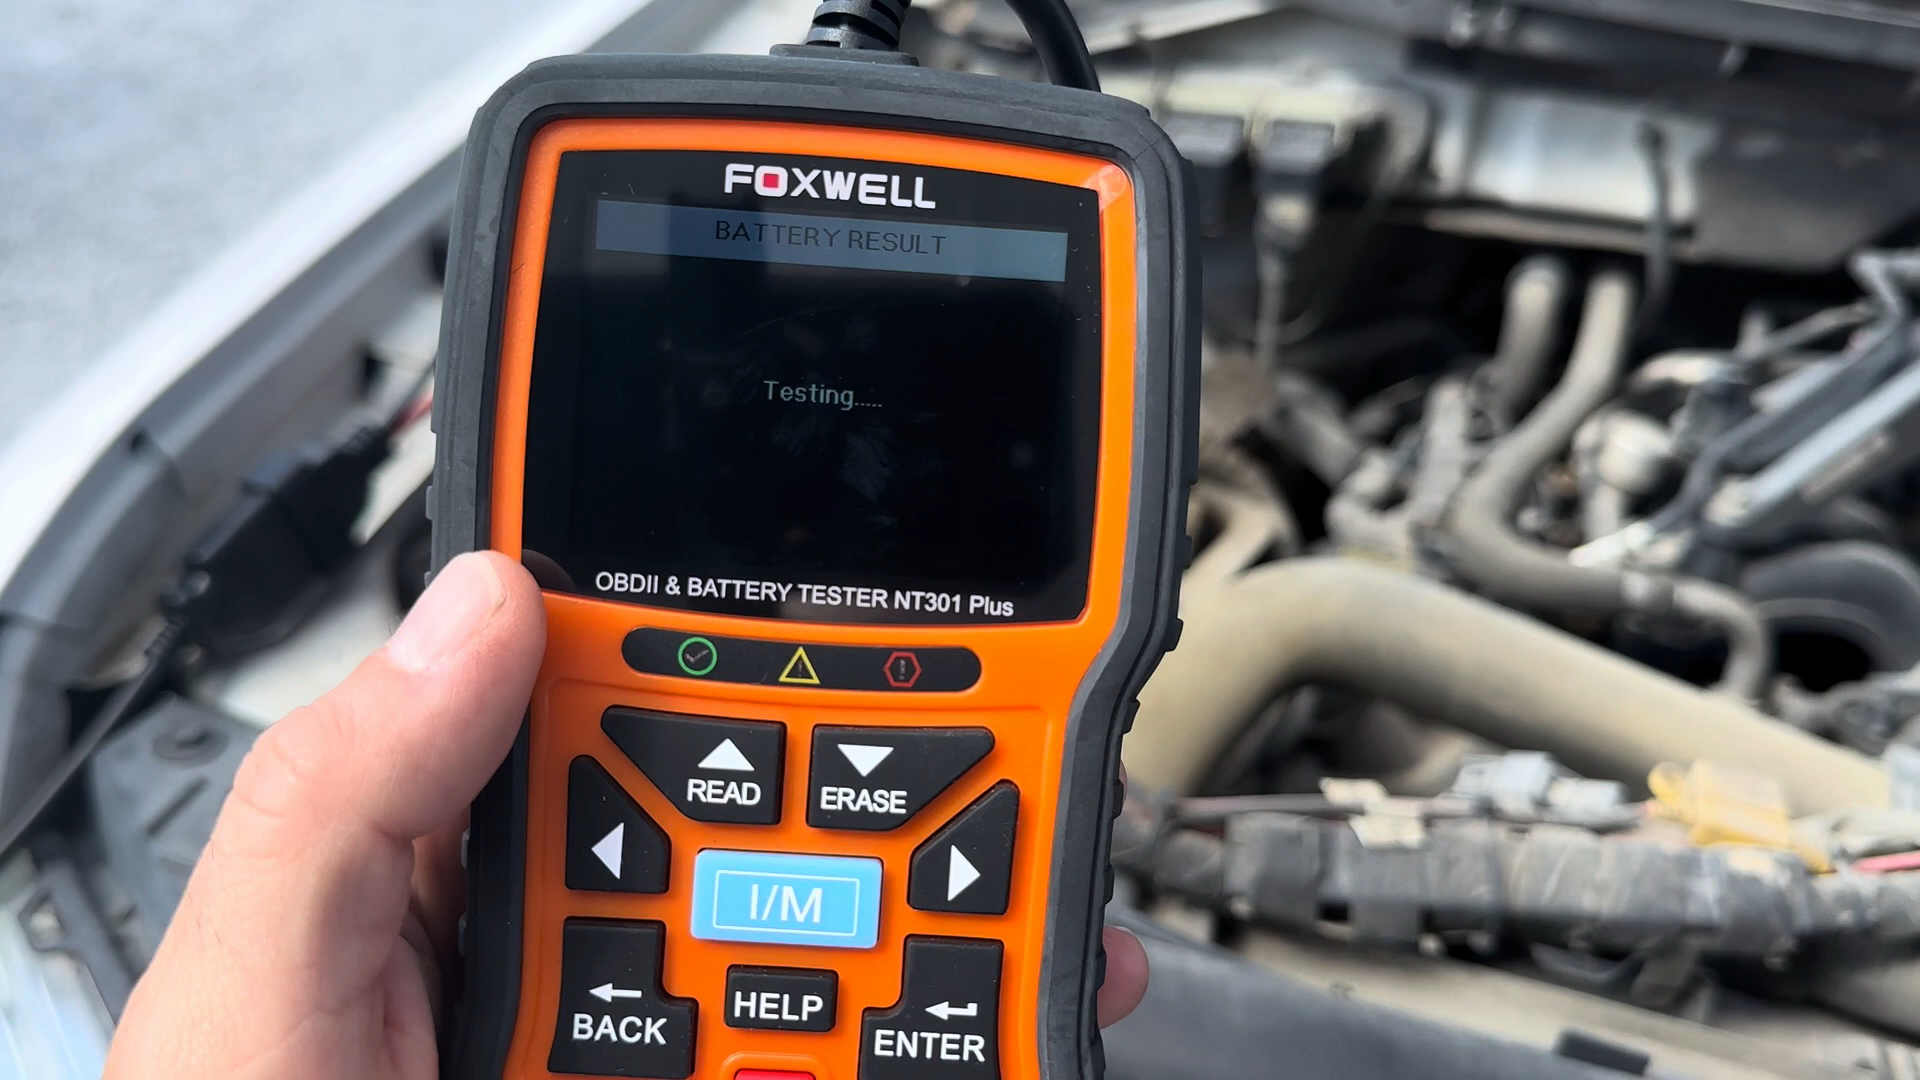 FOXWELL
BATTERY RESULT
Testing.....
OBDII & BATTERY TESTER NT301 Plus
READ
ERASE
I/M
BACK
HELP
ENTER